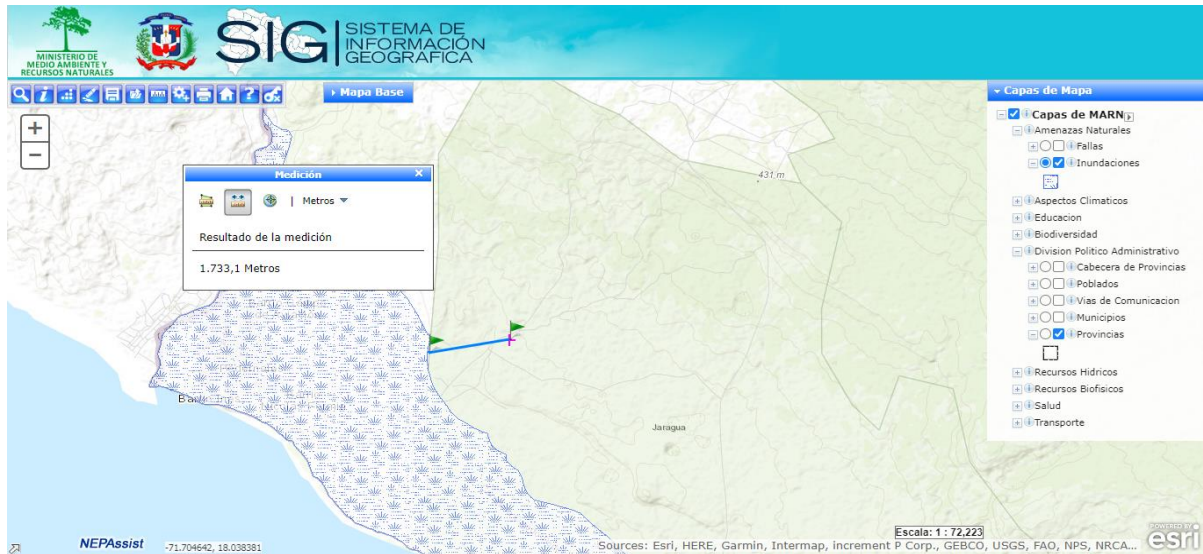 MINISTERIO DE
MEDIO AMBIENTE Y
RECURSOS NATURALES
SIG
SISTEMA DE
INFORMACIÓN
GEOGRAFICA
Mapa Base
Capas de Mapa
Capas de MARN
Amenazas Naturales
Fallas
Inundaciones
Aspectos Climaticos
Educacion
Biodiversidad
Division Politico Administrativo
Cabecera de Provincias
Poblados
Vias de Comunicacion
Municipios
Provincias
Recursos Hidricos
Recursos Biofisicos
Salud
Transporte
+
−
Medición
Metros
Resultado de la medición
1.733,1 Metros
431 m
Jaragua
Escala: 1 : 72,223
NEPAssist
-71.704642, 18.038381
Sources: Esri, HERE, Garmin, Intermap, increment P Corp., GEBCO, USGS, FAO, NPS, NRCA...
POWERED BY
esri